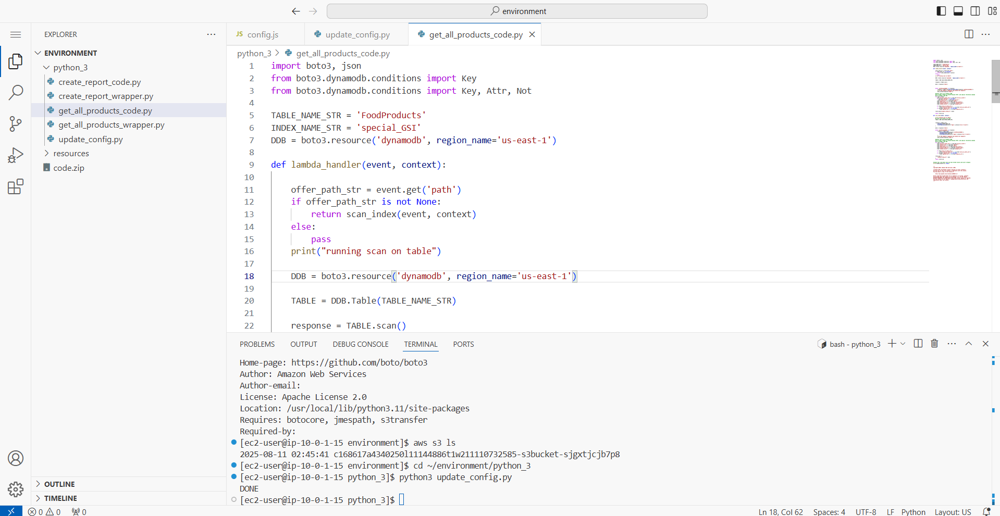 environment
EXPLORER
ENVIRONMENT
python_3
create_report_code.py
create_report_wrapper.py
get_all_products_code.py
get_all_products_wrapper.py
update_config.py
resources
code.zip
OUTLINE
TIMELINE
JS config.js
update_config.py
get_all_products_code.py
python_3 > get_all_products_code.py
1 import boto3, json
2 from boto3.dynamodb.conditions import Key
3 from boto3.dynamodb.conditions import Key, Attr, Not
4
5 TABLE_NAME_STR = 'FoodProducts'
6 INDEX_NAME_STR = 'special_GSI'
7 DDB = boto3.resource('dynamodb', region_name='us-east-1')
8
9 def lambda_handler(event, context):
10
11     offer_path_str = event.get('path')
12     if offer_path_str is not None:
13         return scan_index(event, context)
14     else:
15         pass
16     print("running scan on table")
17
18     DDB = boto3.resource('dynamodb', region_name='us-east-1')
19
20     TABLE = DDB.Table(TABLE_NAME_STR)
21
22     response = TABLE.scan()
PROBLEMS OUTPUT DEBUG CONSOLE TERMINAL PORTS
bash - python_3
Home-page: https://github.com/boto/boto3
Author: Amazon Web Services
Author-email:
License: Apache License 2.0
Location: /usr/local/lib/python3.11/site-packages
Requires: botocore, jmespath, s3transfer
Required-by:
[ec2-user@ip-10-0-1-15 environment]$ aws s3 ls
2025-08-11 02:45:41 c168617a4340250l11144886t1w211110732585-s3bucket-sjgxtjcjb7p8
[ec2-user@ip-10-0-1-15 environment]$ cd ~/environment/python_3
[ec2-user@ip-10-0-1-15 python_3]$ python3 update_config.py
DONE
[ec2-user@ip-10-0-1-15 python_3]$
0 0 0
Ln 18, Col 62 Spaces: 4 UTF-8 LF Python Layout: US